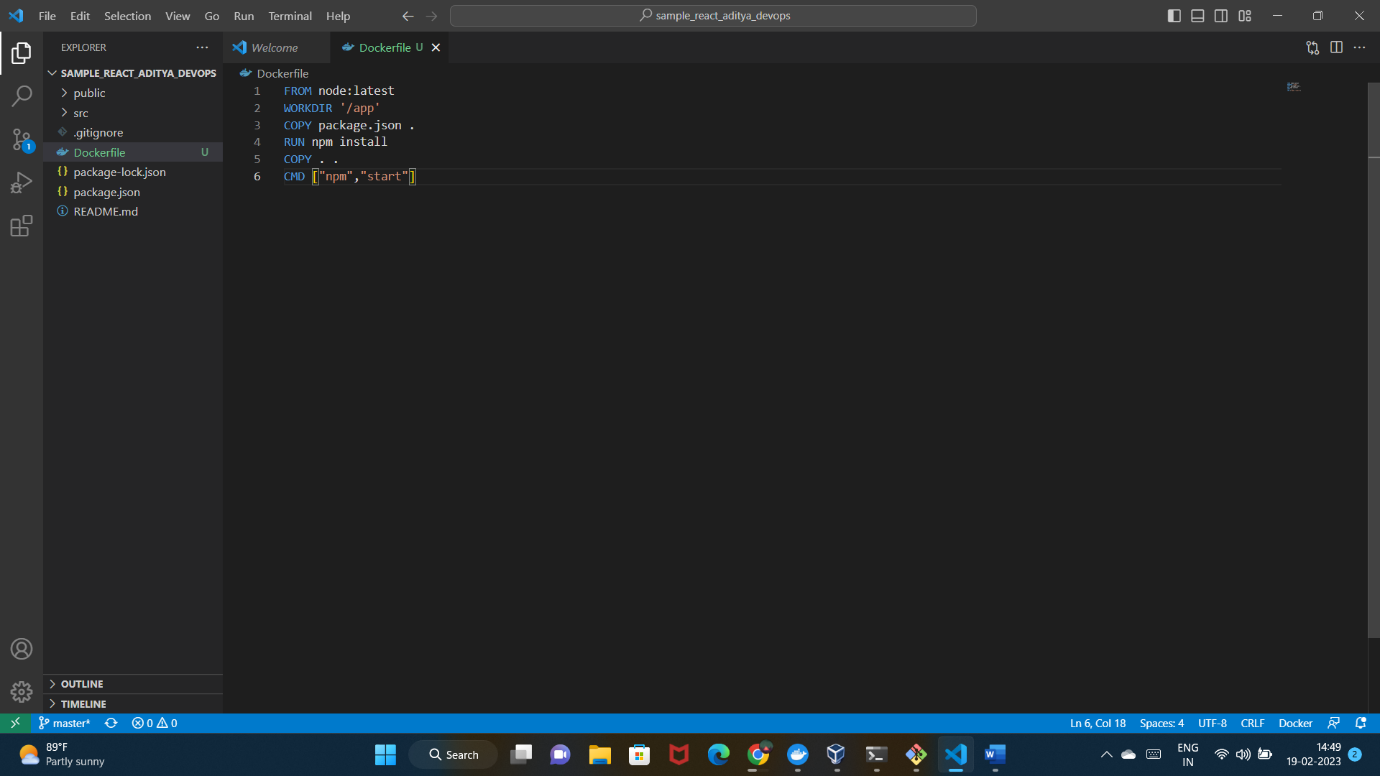 File Edit Selection View Go Run Terminal Help
sample_react_aditya_devops
EXPLORER
Welcome
Dockerfile U
SAMPLE_REACT_ADITYA_DEVOPS
public
src
.gitignore
Dockerfile U
package-lock.json
package.json
README.md
Dockerfile
1 FROM node:latest
2 WORKDIR '/app'
3 COPY package.json .
4 RUN npm install
5 COPY . .
6 CMD ["npm","start"]
1
OUTLINE
TIMELINE
master* 0 0 Ln 6, Col 18 Spaces: 4 UTF-8 CRLF Docker
89°F
Partly sunny
Search
ENG
IN
14:49
19-02-2023
2